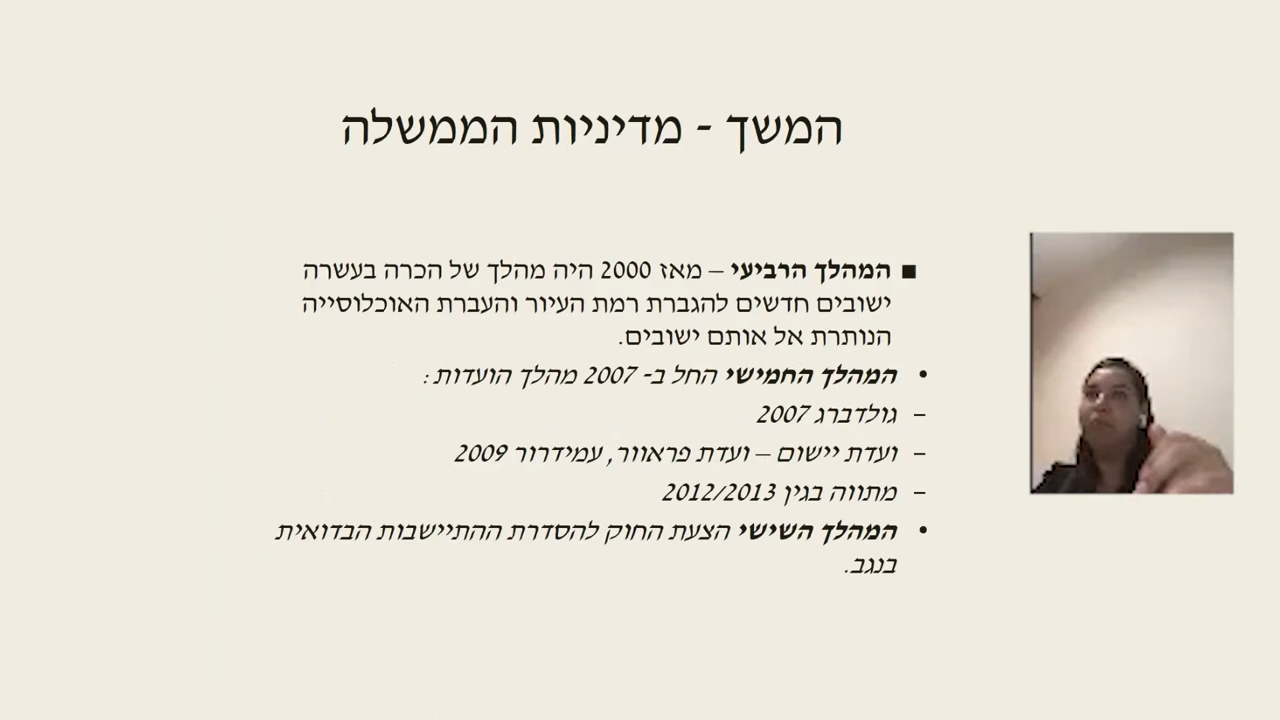 המשך - מדיניות הממשלה
■ המהלך הרביעי – מאז 2000 היה מהלך של הכרה בעשרה
ישובים חדשים להגברת רמת העיור והעברת האוכלוסייה
הנותרת אל אותם ישובים.
• המהלך החמישי החל ב- 2007 מהלך הועדות :
– גולדברג 2007
– ועדת יישום – ועדת פראוור, עמידרור 2009
– מתווה בגין 2012/2013
• המהלך השישי הצעת החוק להסדרת ההתיישבות הבדואית
בנגב.